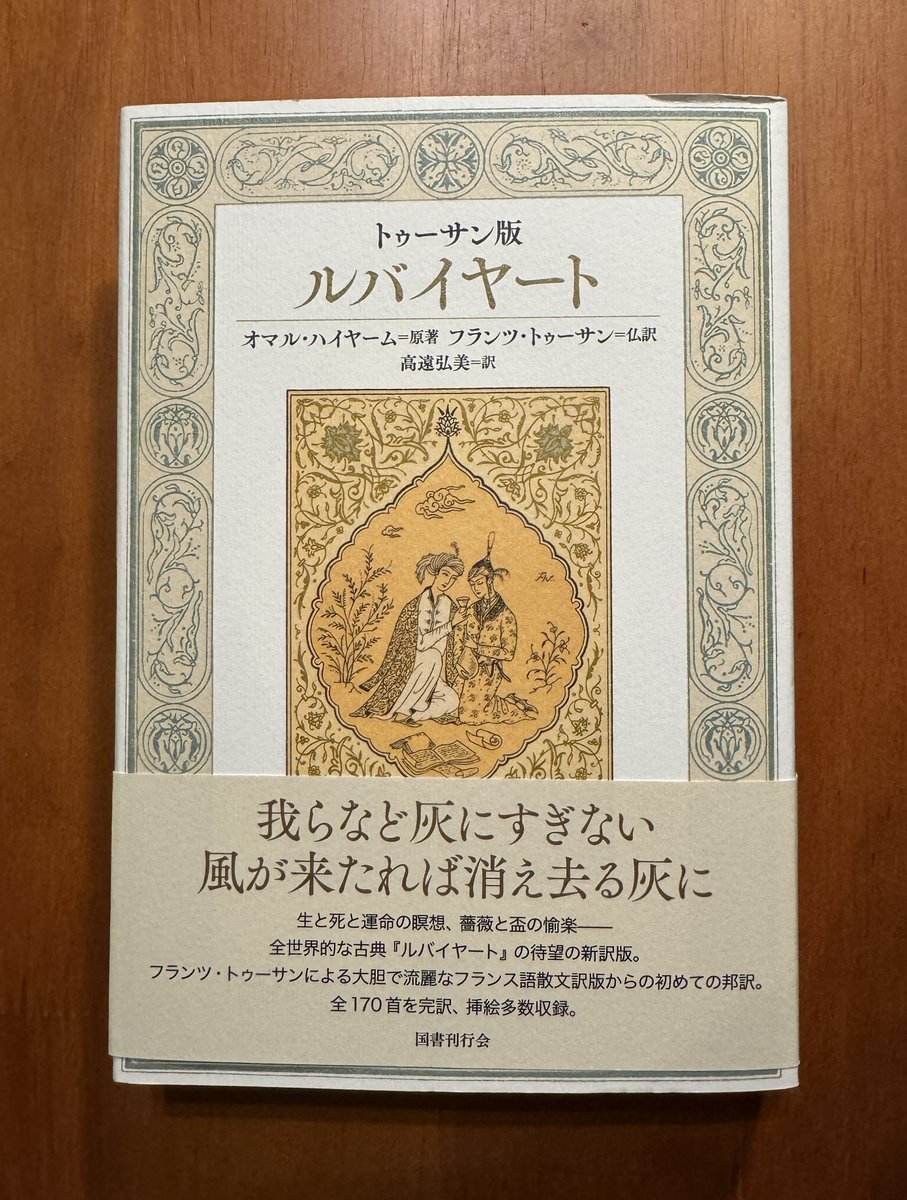 トゥーサン版
ルバイヤート
オマル・ハイヤーム=原著 フランツ・トゥーサン=仏訳
高遠弘美=訳
我らなど灰にすぎない
風が来たれば消え去る灰に
生と死と運命の瞑想、薔薇と盃の愉楽――
全世界的な古典『ルバイヤート』の待望の新訳版。
フランツ・トゥーサンによる大胆で流麗なフランス語散文訳版からの初めての邦訳。
全170首を完訳、挿絵多数収録。
国書刊行会